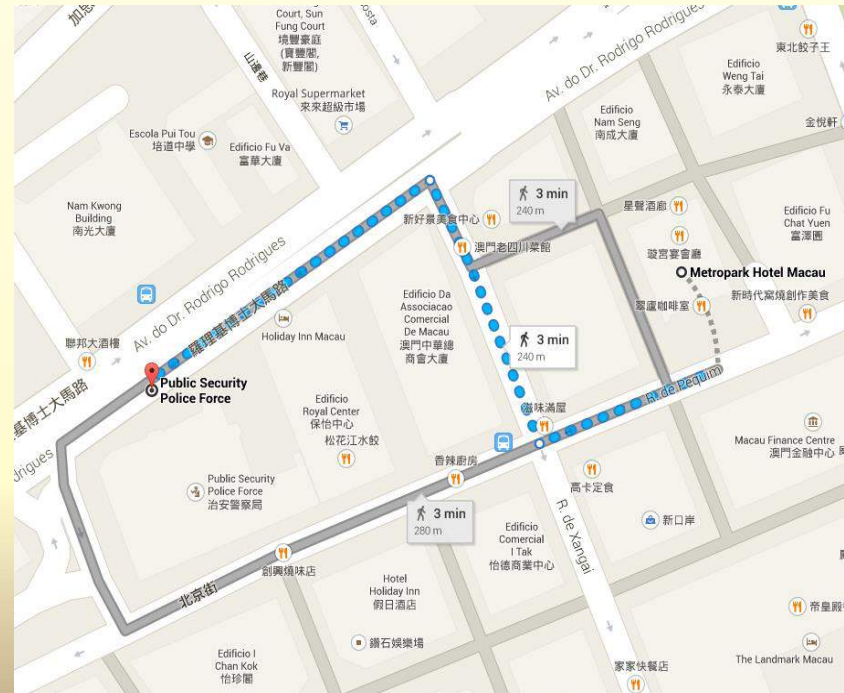 加思
Court, Sun
Fung Court
境豐豪庭
(寶豐閣,
新豐閣)
osta
山邊巷
Royal Supermarket
來來超級市場
Av. do Dr. Rodrigo Rodrigues
東北餃子王
Edificio
Weng Tai
永泰大廈
Edificio
Nam Seng
南成大廈
金悅軒
Escola Pui Tou
培道中學
Edificio Fu Va
富華大廈
Nam Kwong
Building
南光大廈
3 min
240 m
新好景美食中心
星聲酒廊
澳門老四川菜館
璇宮宴會廳
Edificio Fu
Chat Yuen
富澤園
Metropark Hotel Macau
Av. do Dr. Rodrigo Rodrigues
羅理基博士大馬路
Edificio Da
Associacao
Comercial
De Macau
澳門中華總
商會大廈
翠廬咖啡室
新時代窩燒創作美食
聯邦大酒樓
Holiday Inn Macau
3 min
240 m
Public Security
Police Force
基博士大馬路
drigues
R. de Pequim
Edificio
Royal Center
保怡中心
松花江水餃
滋味滿屋
Macau Finance Centre
澳門金融中心
香辣廚房
高卡定食
Public Security
Police Force
治安警察局
3 min
280 m
新口岸
Edificio
Comercial
I Tak
怡德商業中心
R. de Xangai
創興燒味店
北京街
Hotel
Holiday Inn
假日酒店
帝皇殿
鑽石娛樂場
Edificio I
Chan Kok
怡珍閣
The Landmark Macau
家家快餐店